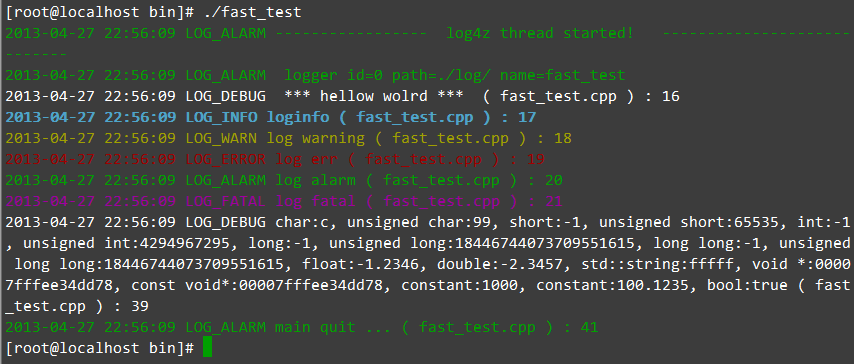 [root@localhost bin]# ./fast_test
2013-04-27 22:56:09 LOG_ALARM -----------------  log4z thread started!   ---------------------
-------
2013-04-27 22:56:09 LOG_ALARM  logger id=0 path=./log/ name=fast_test
2013-04-27 22:56:09 LOG_DEBUG  *** hellow wolrd ***  ( fast_test.cpp ) : 16
2013-04-27 22:56:09 LOG_INFO loginfo ( fast_test.cpp ) : 17
2013-04-27 22:56:09 LOG_WARN log warning ( fast_test.cpp ) : 18
2013-04-27 22:56:09 LOG_ERROR log err ( fast_test.cpp ) : 19
2013-04-27 22:56:09 LOG_ALARM log alarm ( fast_test.cpp ) : 20
2013-04-27 22:56:09 LOG_FATAL log fatal ( fast_test.cpp ) : 21
2013-04-27 22:56:09 LOG_DEBUG char:c, unsigned char:99, short:-1, unsigned short:65535, int:-1
, unsigned int:4294967295, long:-1, unsigned long:18446744073709551615, long long:-1, unsigned
 long long:18446744073709551615, float:-1.2346, double:-2.3457, std::string:fffff, void *:0000
7fffee34dd78, const void*:00007fffee34dd78, constant:1000, constant:100.1235, bool:true ( fast
_test.cpp ) : 39
2013-04-27 22:56:09 LOG_ALARM main quit ... ( fast_test.cpp ) : 41
[root@localhost bin]#